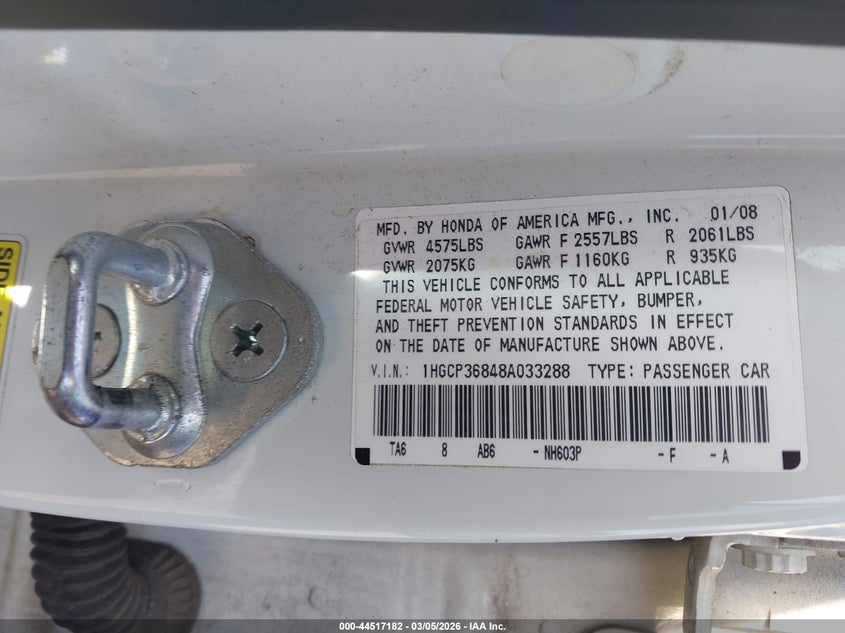 MFD. BY HONDA OF AMERICA MFG., INC. 01/08
GVWR 4575LBS GAWR F 2557LBS R 2061LBS
GVWR 2075KG GAWR F 1160KG R 935KG
THIS VEHICLE CONFORMS TO ALL APPLICABLE
FEDERAL MOTOR VEHICLE SAFETY, BUMPER,
AND THEFT PREVENTION STANDARDS IN EFFECT
ON THE DATE OF MANUFACTURE SHOWN ABOVE.
V.I.N.: 1HGCP36848A033288 TYPE: PASSENGER CAR
TA6 8 AB6 -NH603P -F -A
000-44517182 | 03/05/2026 - IAA Inc.